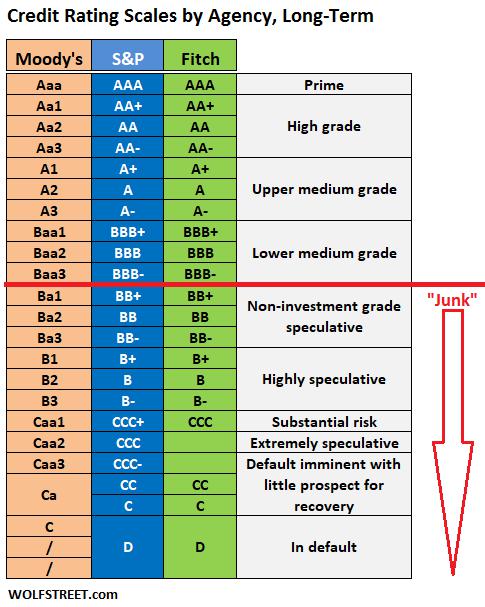 Credit Rating Scales by Agency, Long-Term
Moody's S&P Fitch
Aaa AAA AAA Prime
Aa1 AA+ AA+
Aa2 AA AA High grade
Aa3 AA- AA-
A1 A+ A+
A2 A A Upper medium grade
A3 A- A-
Baa1 BBB+ BBB+
Baa2 BBB BBB Lower medium grade
Baa3 BBB- BBB-
"Junk"
Ba1 BB+ BB+ Non-investment grade
Ba2 BB BB speculative
Ba3 BB- BB-
B1 B+ B+
B2 B B Highly speculative
B3 B- B-
Caa1 CCC+ CCC Substantial risk
Caa2 CCC Extremely speculative
Caa3 CCC- Default imminent with
Ca CC CC little prospect for
C C recovery
C
/ D D In default
/
WOLFSTREET.com